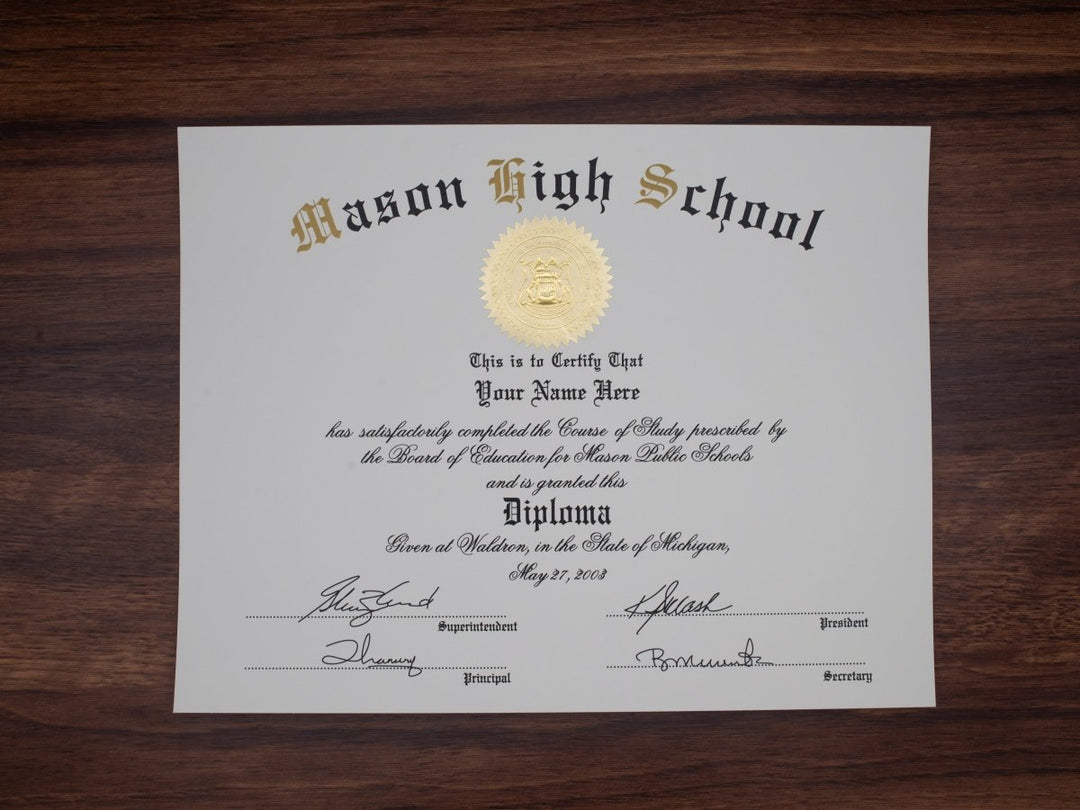 Mason High School
This is to Certify That
Your Name Here
has satisfactorily completed the Course of Study prescribed by
the Board of Education for Mason Public Schools
and is granted this
Diploma
Given at Waldron, in the State of Michigan,
May 27, 2003
Superintendent
President
Principal
Secretary